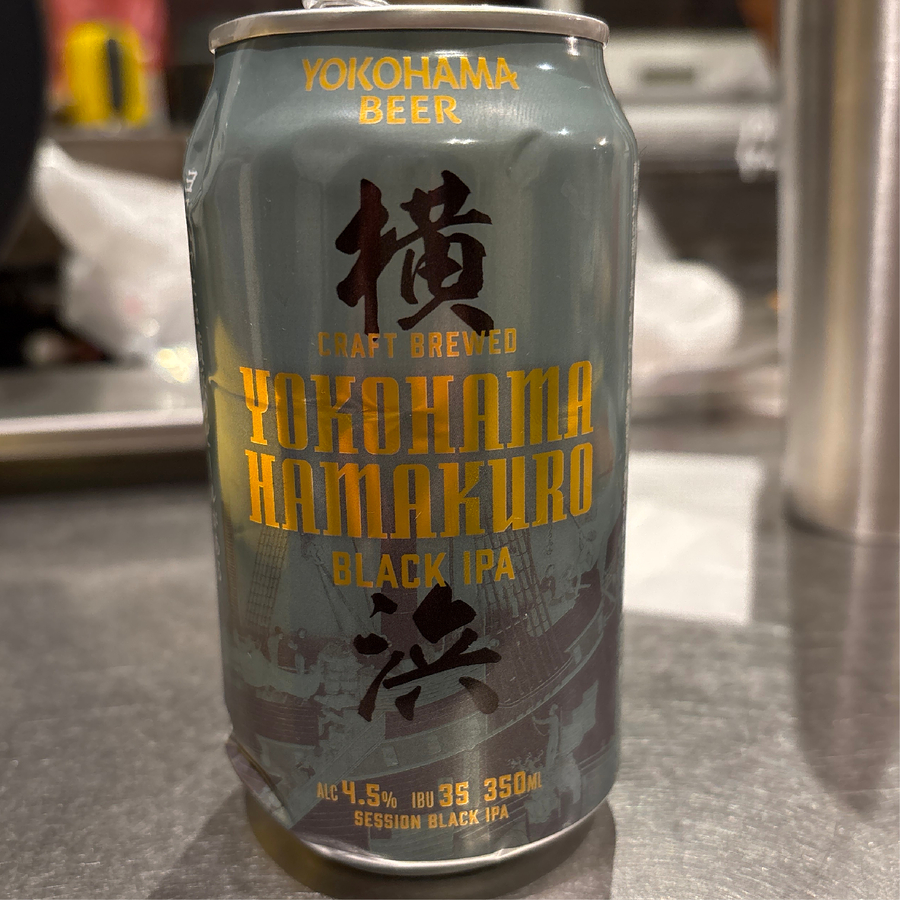 YOKOHAMA
BEER
横
CRAFT BREWED
YOKOHAMA
HAMAKURO
BLACK IPA
浜
ALC 4.5% IBU 35 350ML
SESSION BLACK IPA